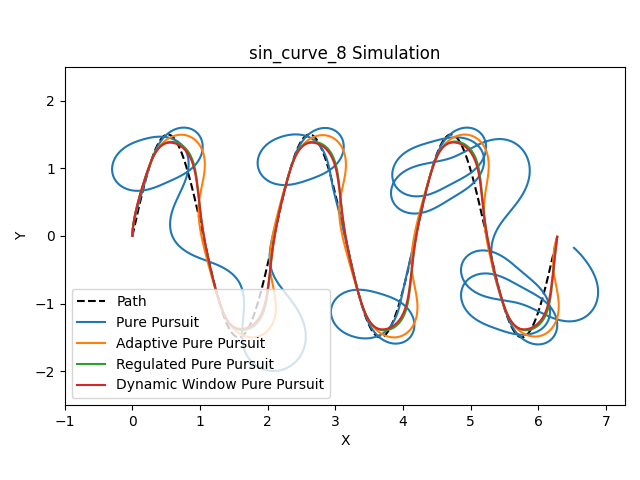 sin_curve_8 Simulation
2
1
0
−1
−2
Y
−1
0
1
2
3
4
5
6
7
X
Path
Pure Pursuit
Adaptive Pure Pursuit
Regulated Pure Pursuit
Dynamic Window Pure Pursuit